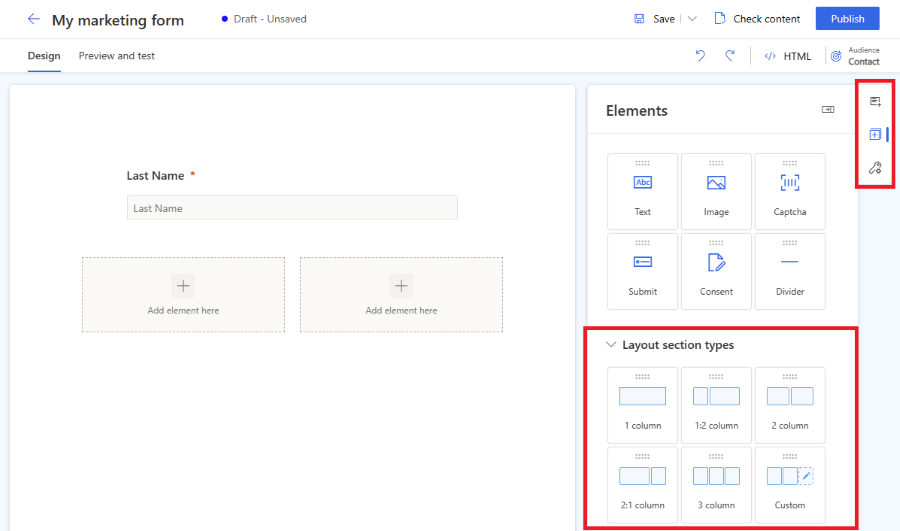 My marketing form
Draft - Unsaved
Save
Check content
Publish
Design
Preview and test
HTML
Audience
Contact
Last Name *
Last Name
Add element here
Add element here
Elements
Abc
Text
Image
Captcha
Submit
Consent
Divider
Layout section types
1 column
1:2 column
2 column
2:1 column
3 column
Custom